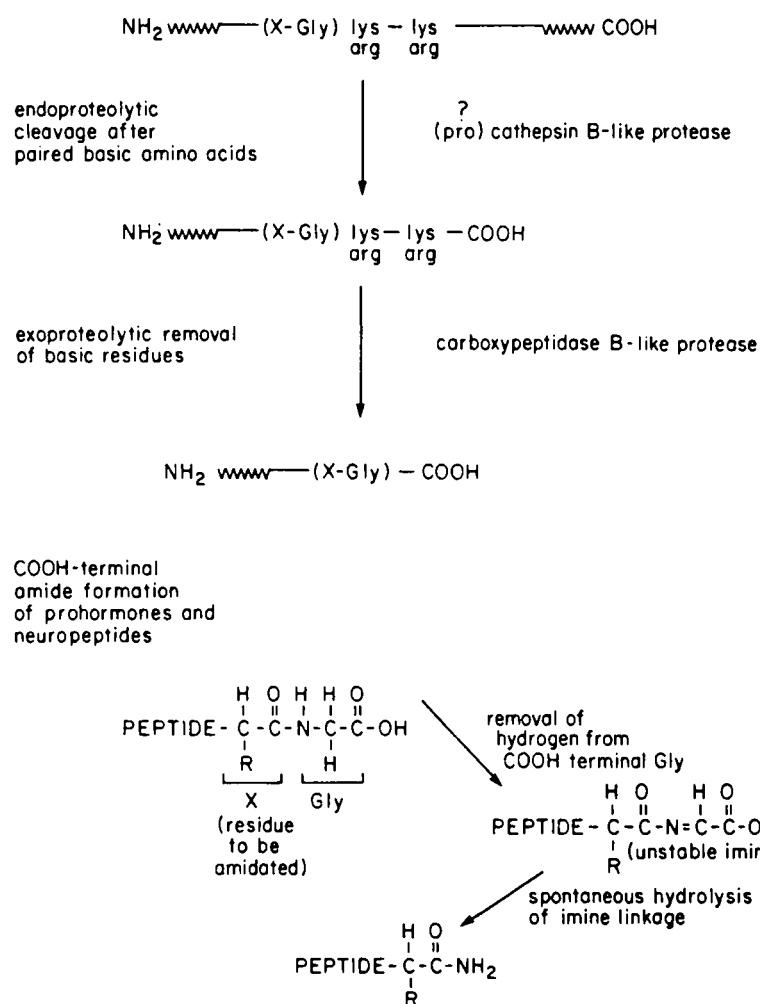 NH2 (X-Gly) lys – lys COOH
arg arg
endoproteolytic
cleavage after
paired basic amino acids
?
(pro) cathepsin B-like protease
NH2 (X-Gly) lys – lys – COOH
arg arg
exoproteolytic removal
of basic residues
carboxypeptidase B-like protease
NH2 (X-Gly) – COOH
COOH-terminal
amide formation
of prohormones and
neuropeptides
H O H H O
PEPTIDE - C - C - N - C - C - OH
R H
X Gly
(residue
to be
amidated)
removal of
hydrogen from
COOH terminal Gly
H O H O
PEPTIDE - C - C - N = C - C - O
R
(unstable imin
spontaneous hydrolysis
of imine linkage
H O
PEPTIDE - C - C - NH2
R